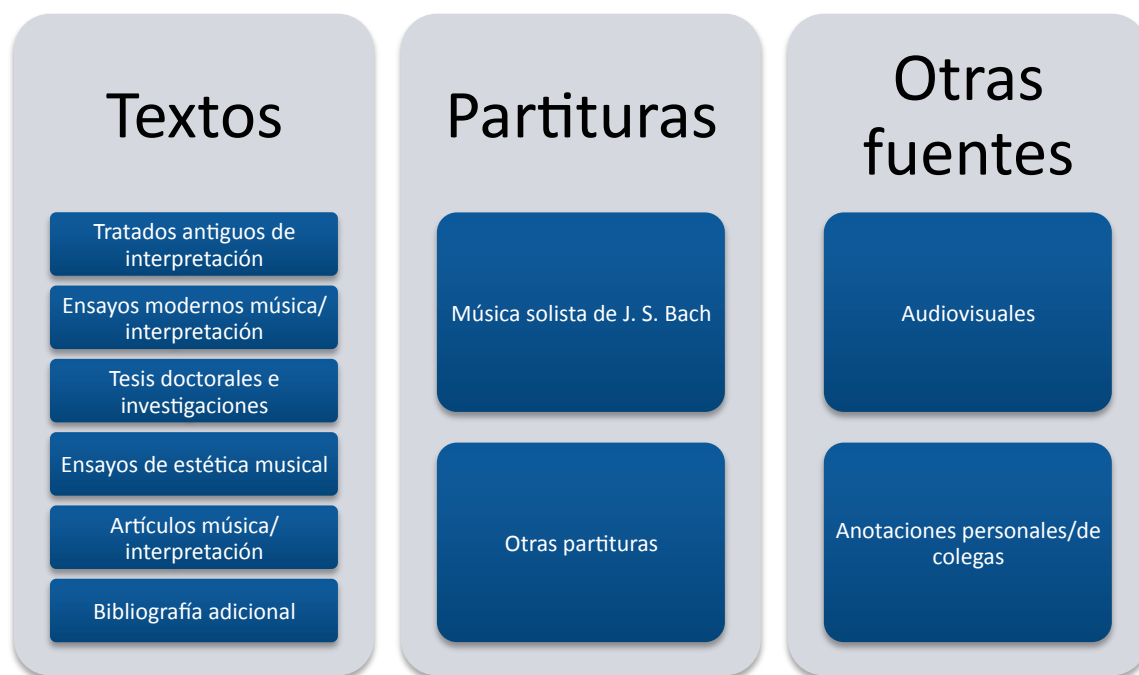 Textos
Tratados antiguos de
interpretación
Ensayos modernos música/
interpretación
Tesis doctorales e
investigaciones
Ensayos de estética musical
Artículos música/
interpretación
Bibliografía adicional
Partituras
Música solista de J. S. Bach
Otras partituras
Otras
fuentes
Audiovisuales
Anotaciones personales/de
colegas